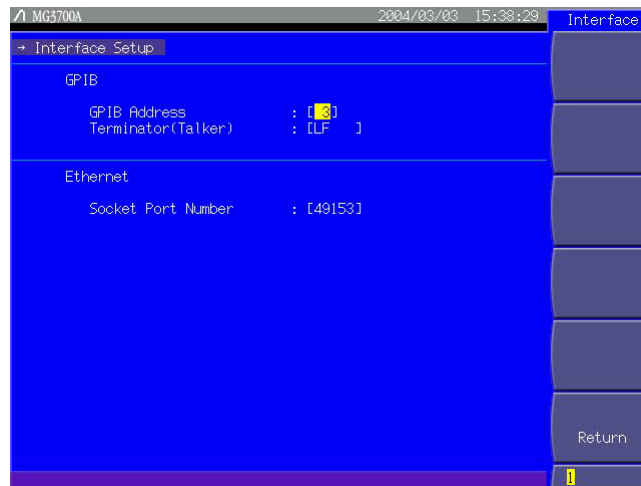 MG3700A 2004/03/03 15:38:29 Interface
→ Interface Setup
GPIB
GPIB Address : [ 3]
Terminator(Talker) : [LF ]
Ethernet
Socket Port Number : [49153]
Return
1